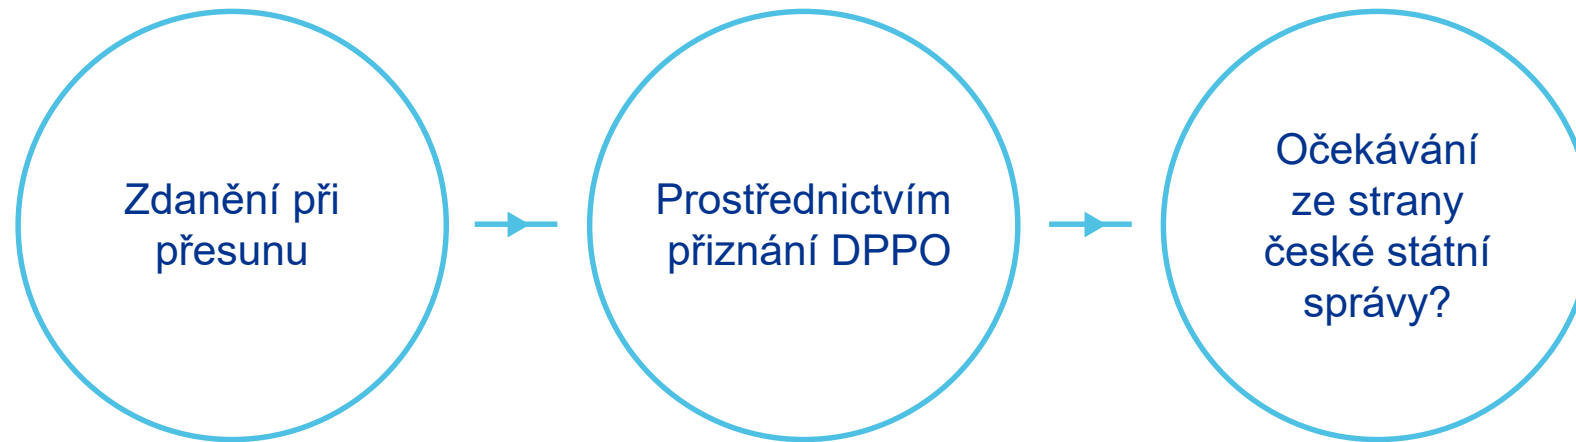 Zdanění při
přesunu
Prostřednictvím
přiznání DPPO
Očekávání
ze strany
české státní
správy?